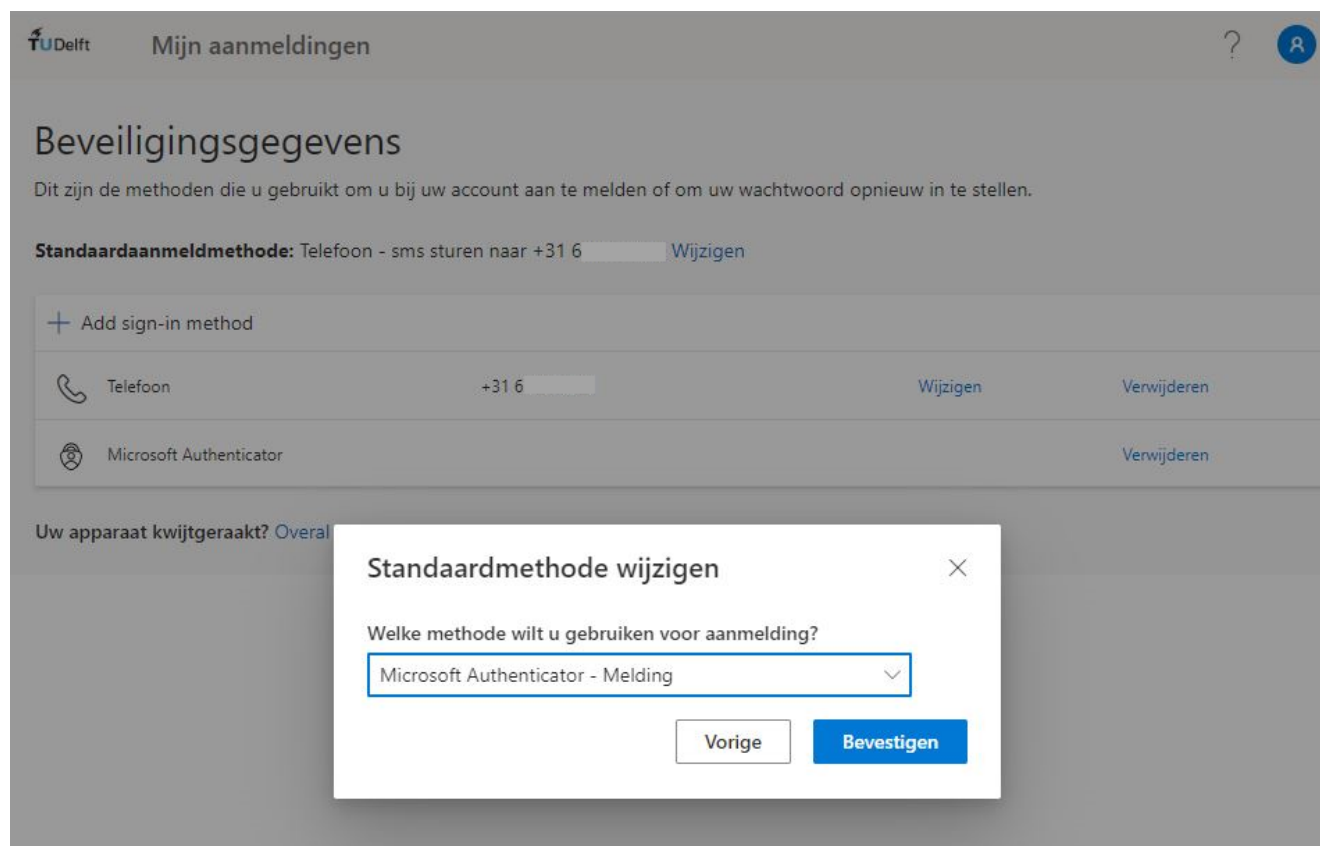 TU Delft Mijn aanmeldingen ?
Beveiligingsgegevens
Dit zijn de methoden die u gebruikt om u bij uw account aan te melden of om uw wachtwoord opnieuw in te stellen.
Standaardaanmeldmethode: Telefoon - sms sturen naar +31 6 Wijzigen
+ Add sign-in method
Telefoon +31 6 Wijzigen Verwijderen
Microsoft Authenticator Verwijderen
Uw apparaat kwijtgeraakt? Overal
Standaardmethode wijzigen
Welke methode wilt u gebruiken voor aanmelding?
Microsoft Authenticator - Melding
Vorige Bevestigen